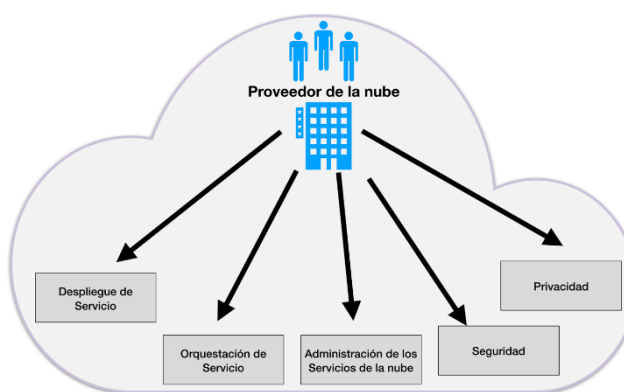 Proveedor de la nube
Despliegue de
Servicio
Orquestación de
Servicio
Administración de los
Servicios de la nube
Seguridad
Privacidad